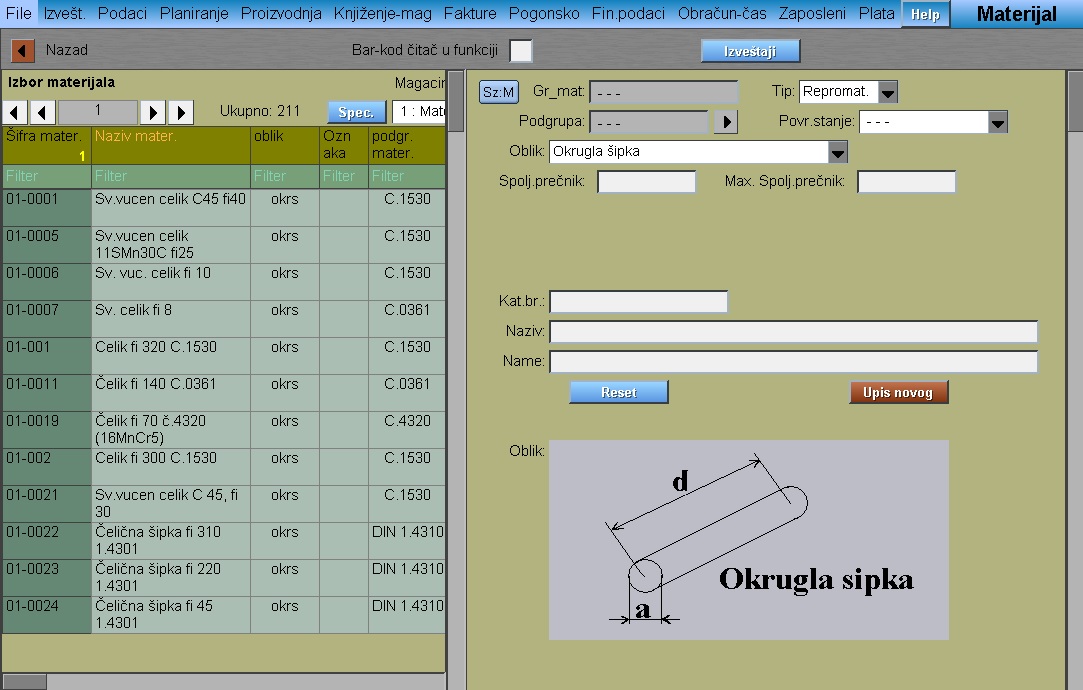 File Izvešt. Podaci Planiranje Proizvodnja Knjiženje-mag Fakture Pogonsko Fin.podaci Obračun-čas Zaposleni Plata Help Materijal
Nazad Bar-kod čitač u funkciji Izveštaji
Izbor materijala Magacin
1 Ukupno: 211 Spec. 1 : Mate
Šifra mater. 1 Naziv mater. oblik Ozn aka podgr. mater.
Filter Filter Filter Filter Filter
01-0001 Sv.vucen celik C45 fi40 okrs C.1530
01-0005 Sv.vucen celik 11SMn30C fi25 okrs C.1530
01-0006 Sv. vuc. celik fi 10 okrs C.1530
01-0007 Sv. celik fi 8 okrs C.0361
01-001 Celik fi 320 C.1530 okrs C.1530
01-0011 Čelik fi 140 C.0361 okrs C.0361
01-0019 Čelik fi 70 č.4320 (16MnCr5) okrs C.4320
01-002 Celik fi 300 C.1530 okrs C.1530
01-0021 Sv.vucen celik C 45, fi 30 okrs C.1530
01-0022 Čelična šipka fi 310 1.4301 okrs DIN 1.4310
01-0023 Čelična šipka fi 220 1.4301 okrs DIN 1.4310
01-0024 Čelična šipka fi 45 1.4301 okrs DIN 1.4310
Sz:M Gr_mat: - - - Tip: Repromat.
Podgrupa: - - - Povr.stanje: - - -
Oblik: Okrugla šipka
Spolj.prečnik: Max. Spolj.prečnik:
Kat.br.:
Naziv:
Name:
Reset Upis novog
Oblik:
d
Okrugla sipka
a